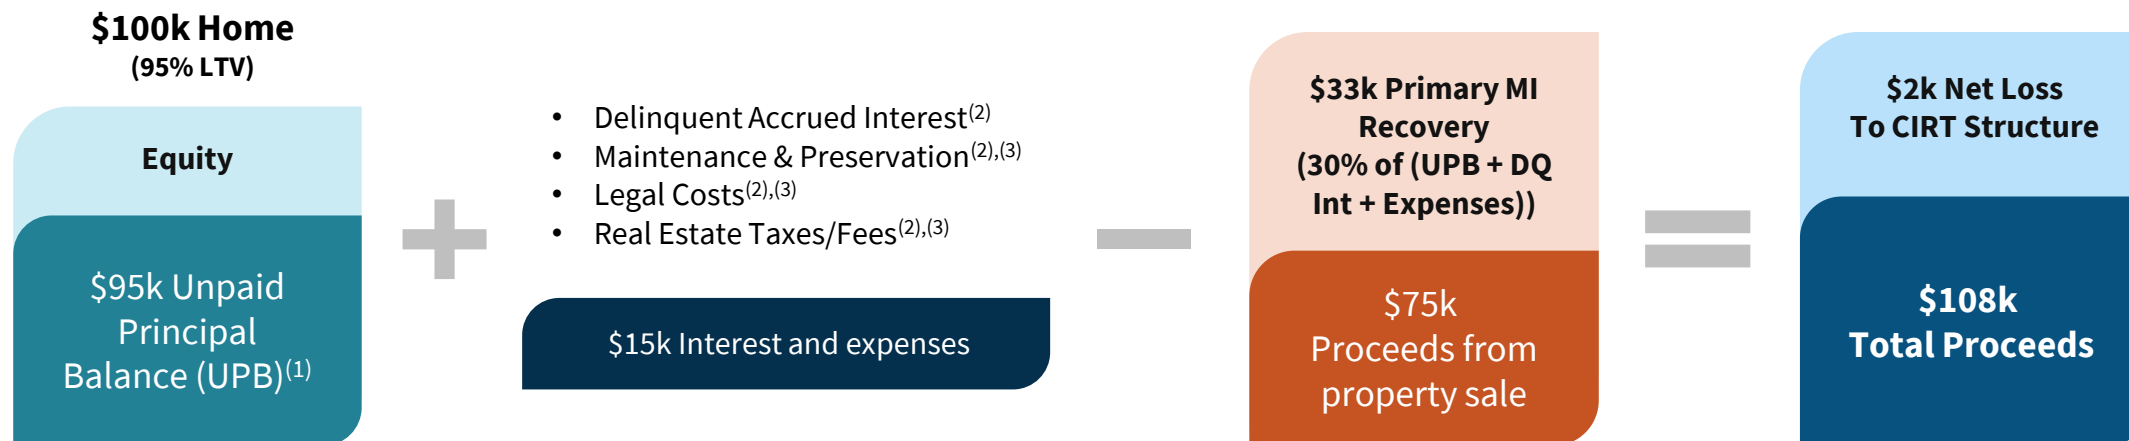 $100k Home
(95% LTV)
Equity
$95k Unpaid
Principal
Balance (UPB)(1)
• Delinquent Accrued Interest(2)
• Maintenance & Preservation(2),(3)
• Legal Costs(2),(3)
• Real Estate Taxes/Fees(2),(3)
$15k Interest and expenses
$33k Primary MI
Recovery
(30% of (UPB + DQ
Int + Expenses))
$75k
Proceeds from
property sale
$2k Net Loss
To CIRT Structure
$108k
Total Proceeds